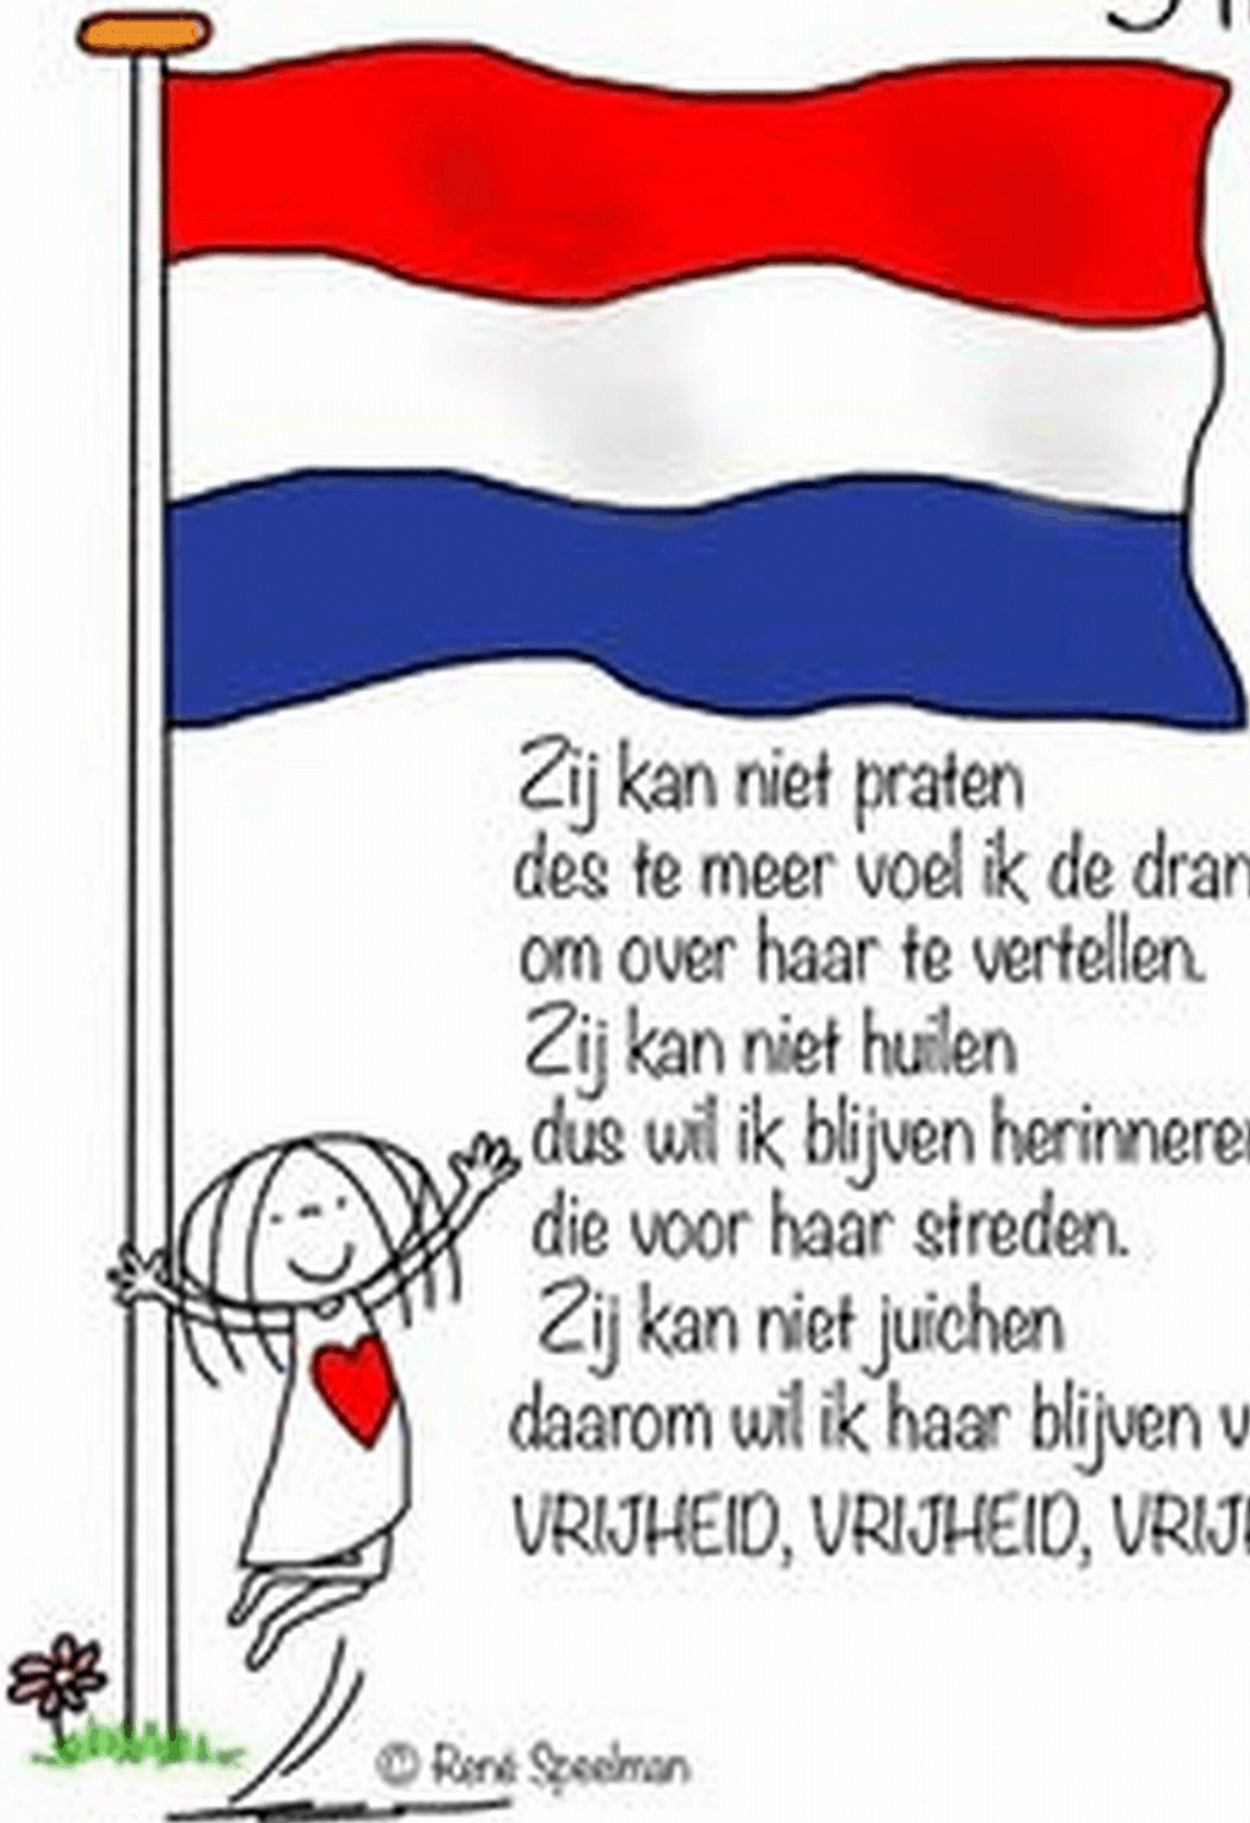 Zij kan niet praten
des te meer voel ik de dran
om over haar te vertellen.
Zij kan niet huilen
dus wil ik blijven herinnere
die voor haar streden.
Zij kan niet juichen
daarom wil ik haar blijven v
VRIJHEID, VRIJHEID, VRIJ
© René Speelman